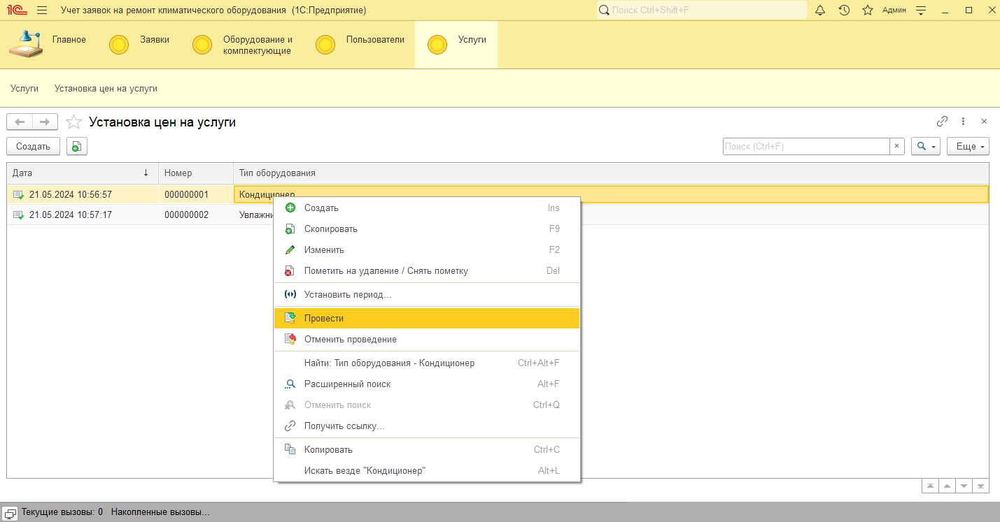 Учет заявок на ремонт климатического оборудования (1С:Предприятие)
Поиск Ctrl+Shift+F
Админ
Главное
Заявки
Оборудование и
комплектующие
Пользователи
Услуги
Услуги
Установка цен на услуги
Установка цен на услуги
Создать
Поиск (Ctrl+F)
Еще
Дата
Номер
Тип оборудования
21.05.2024 10:56:57
000000001
Кондиционер
21.05.2024 10:57:17
000000002
Увлажни
Создать
Ins
Скопировать
F9
Изменить
F2
Пометить на удаление / Снять пометку
Del
Установить период...
Провести
Отменить проведение
Найти: Тип оборудования - Кондиционер
Ctrl+Alt+F
Расширенный поиск
Alt+F
Отменить поиск
Ctrl+Q
Получить ссылку...
Копировать
Ctrl+C
Искать везде "Кондиционер"
Alt+L
Текущие вызовы: 0
Накопленные вызовы...